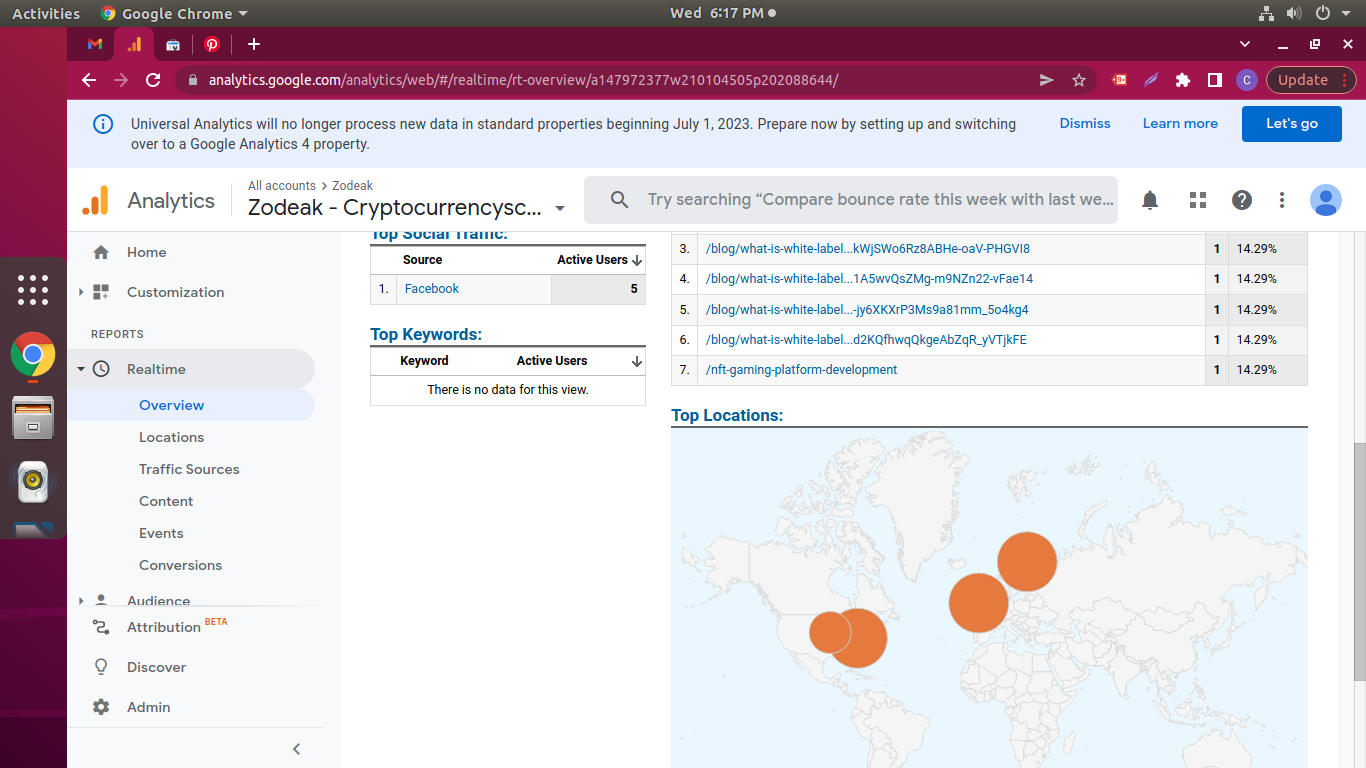 Activities Google Chrome Wed 6:17 PM
analytics.google.com/analytics/web/#/realtime/rt-overview/a147972377w210104505p202088644/ C Update
Universal Analytics will no longer process new data in standard properties beginning July 1, 2023. Prepare now by setting up and switching
over to a Google Analytics 4 property.
Dismiss Learn more Let's go
Analytics
All accounts > Zodeak
Zodeak - Cryptocurrencysc...
Try searching “Compare bounce rate this week with last we...
Home
Customization
REPORTS
Realtime
Overview
Locations
Traffic Sources
Content
Events
Conversions
Audience
Attribution BETA
Discover
Admin
Top Social Traffic:
Source Active Users
1. Facebook 5
Top Keywords:
Keyword Active Users
There is no data for this view.
3. /blog/what-is-white-label...kWjSWo6Rz8ABHe-oaV-PHGVI8 1 14.29%
4. /blog/what-is-white-label...1A5wvQsZMg-m9NZn22-vFae14 1 14.29%
5. /blog/what-is-white-label...-jy6XKXrP3Ms9a81mm_5o4kg4 1 14.29%
6. /blog/what-is-white-label...d2KQfhwqQkgeAbZqR_yVTjkFE 1 14.29%
7. /nft-gaming-platform-development 1 14.29%
Top Locations: